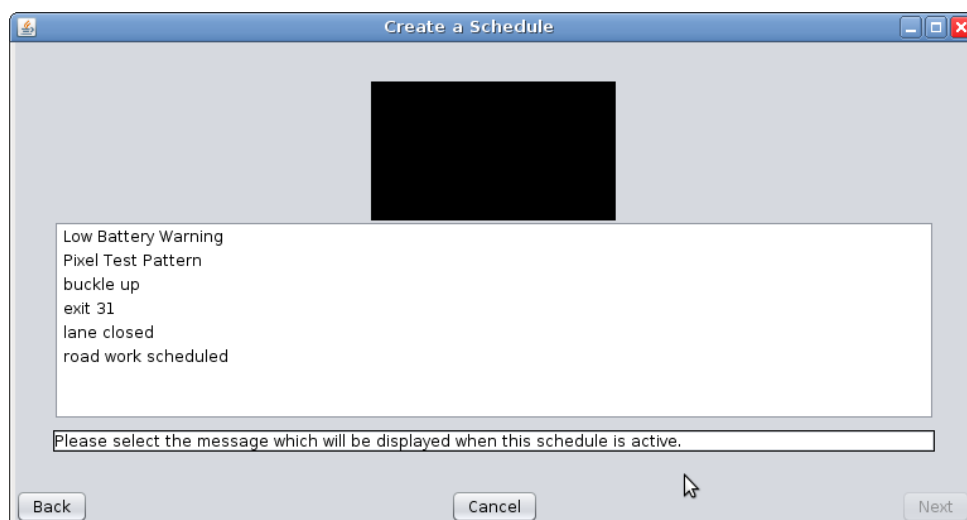 Create a Schedule
Low Battery Warning
Pixel Test Pattern
buckle up
exit 31
lane closed
road work scheduled
Please select the message which will be displayed when this schedule is active.
Back Cancel Next